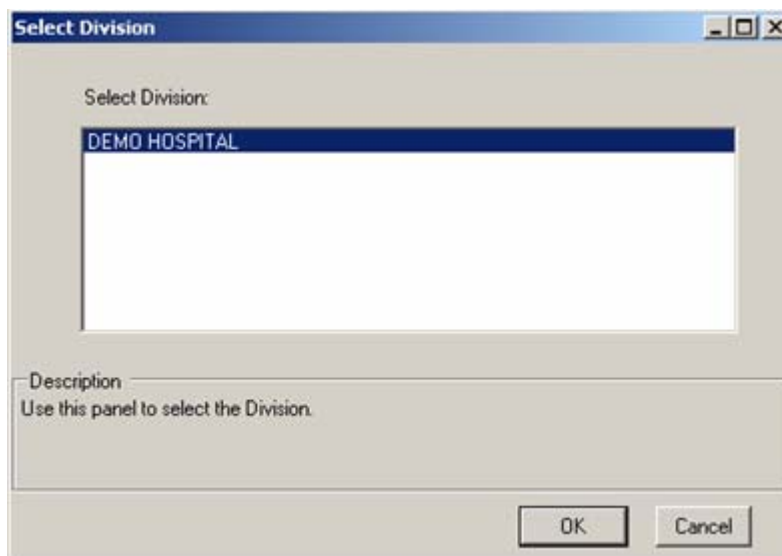 Select Division
Select Division:
DEMO HOSPITAL
Description
Use this panel to select the Division.
OK
Cancel